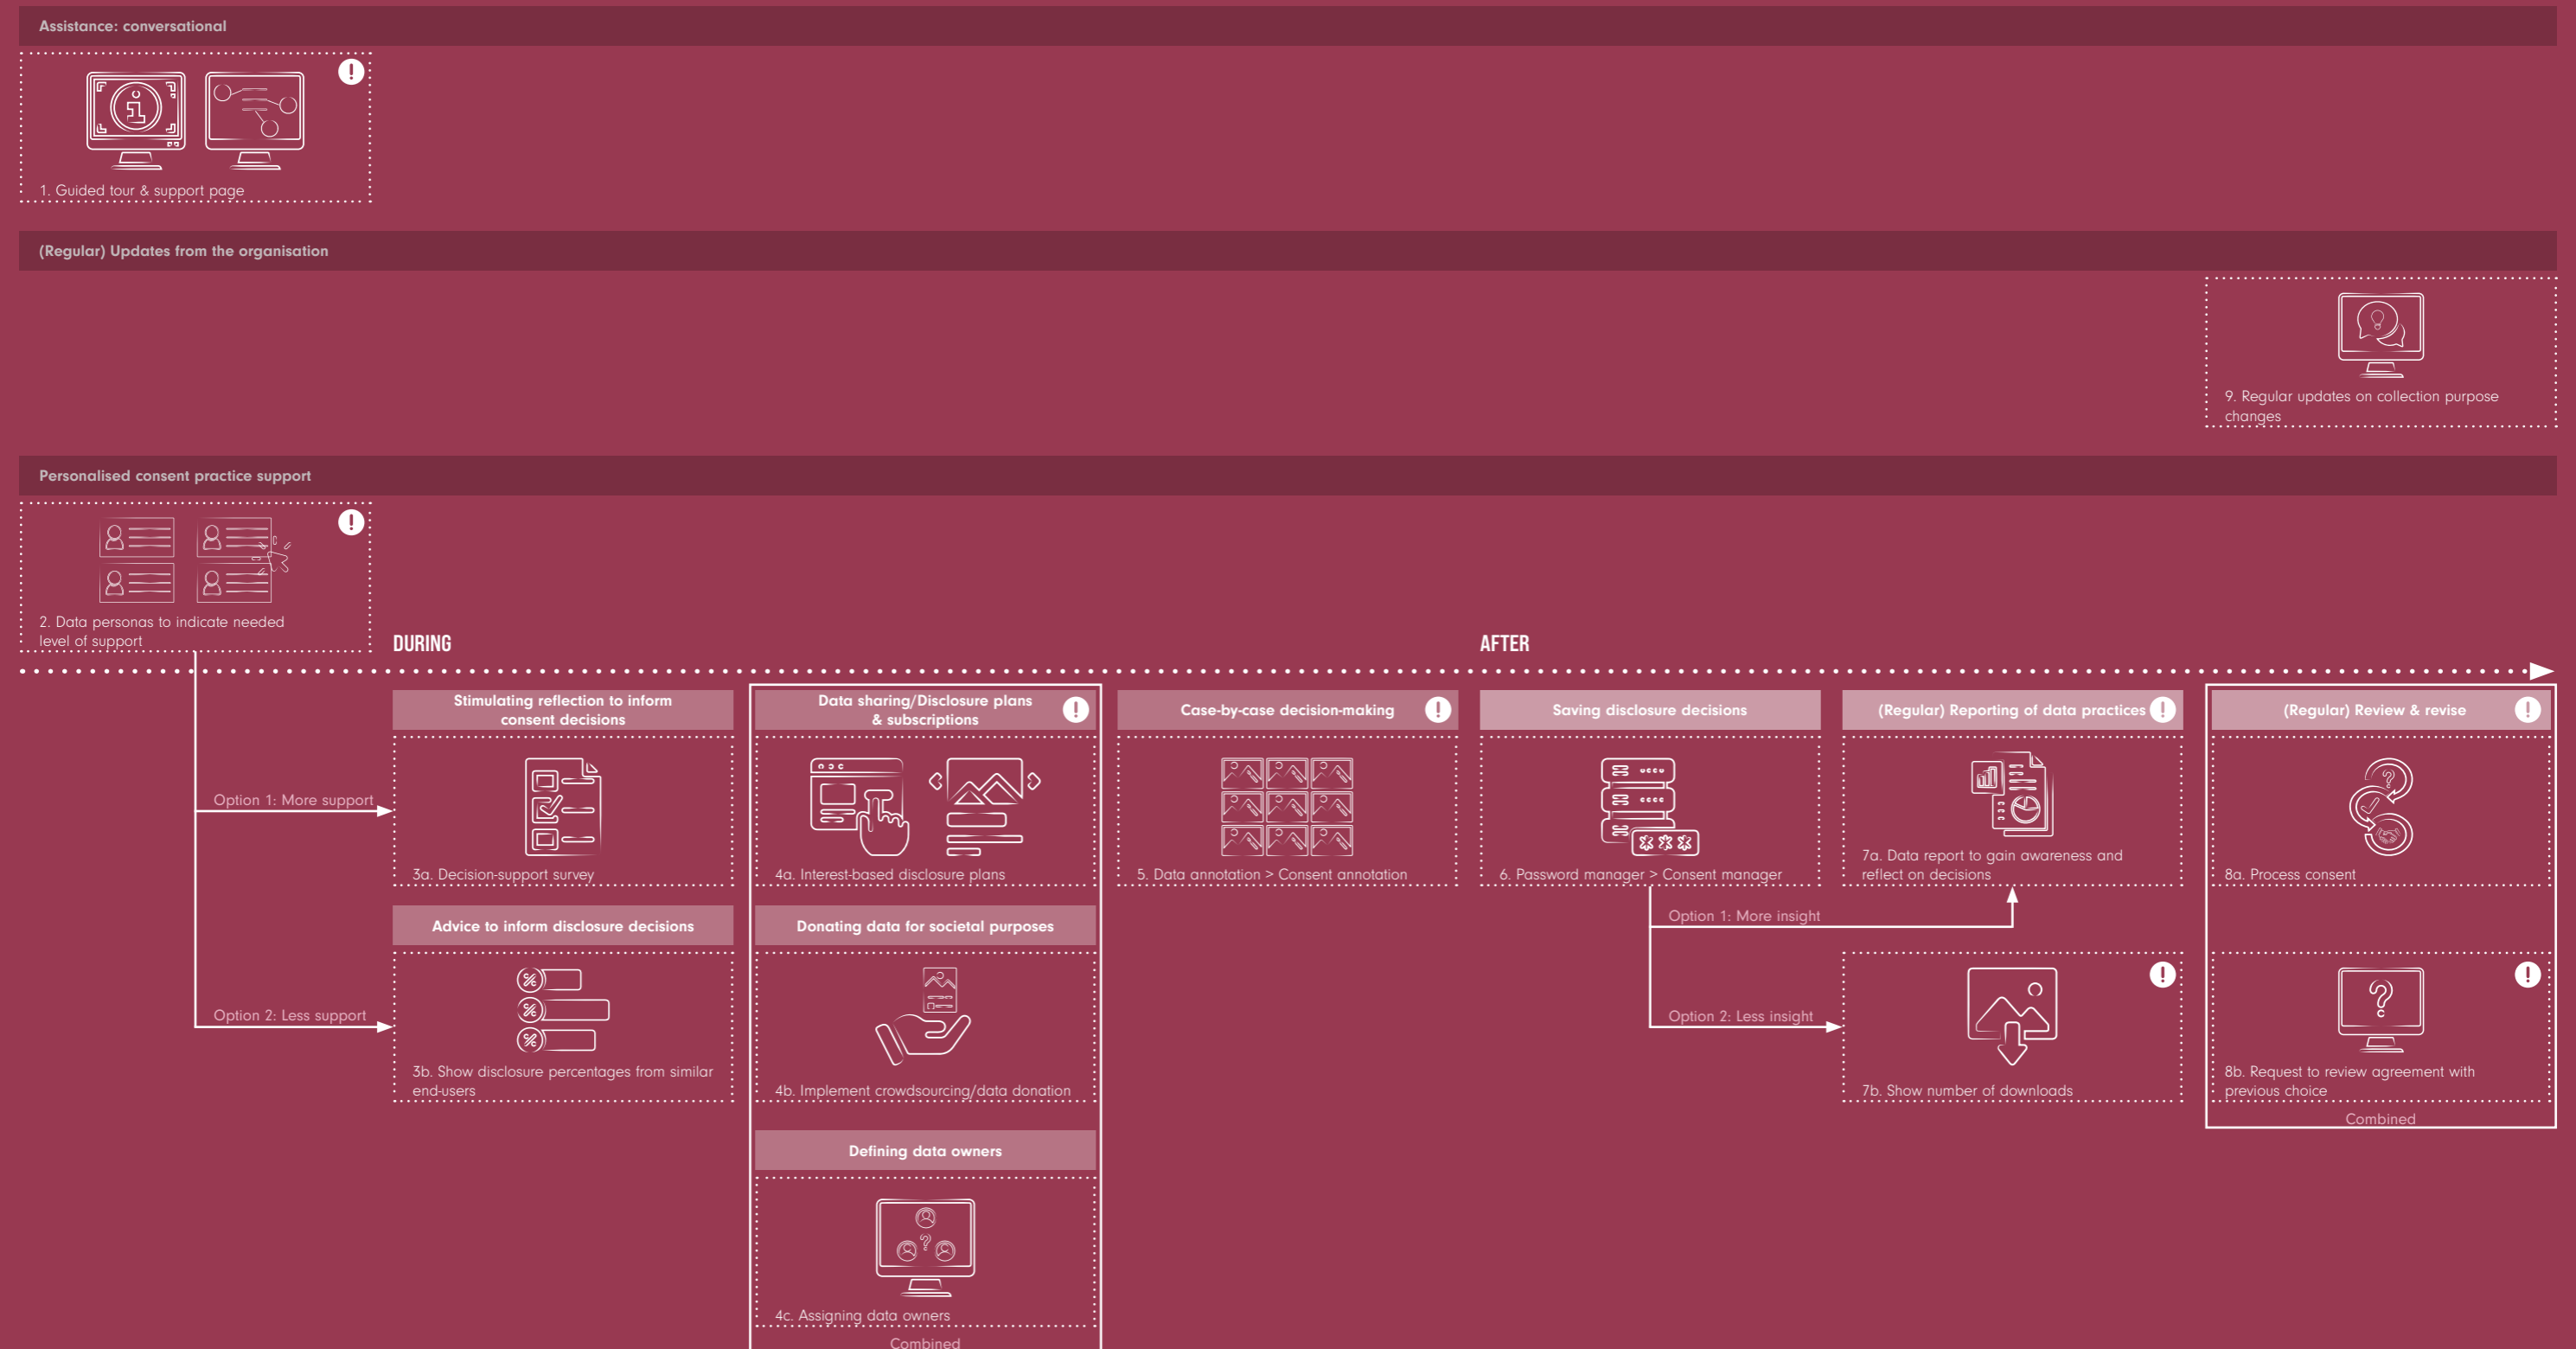 Assistance: conversational
1. Guided tour & support page
(Regular) Updates from the organisation
9. Regular updates on collection purpose
changes
Personalised consent practice support
2. Data personas to indicate needed
level of support
DURING
AFTER
Stimulating reflection to inform
consent decisions
Data sharing/Disclosure plans
& subscriptions
Case-by-case decision-making
Saving disclosure decisions
(Regular) Reporting of data practices
(Regular) Review & revise
Option 1: More support
3a. Decision-support survey
4a. Interest-based disclosure plans
5. Data annotation > Consent annotation
6. Password manager > Consent manager
7a. Data report to gain awareness and
reflect on decisions
8a. Process consent
Option 1: More insight
Advice to inform disclosure decisions
Donating data for societal purposes
Option 2: Less support
Option 2: Less insight
3b. Show disclosure percentages from similar
end-users
4b. Implement crowdsourcing/data donation
7b. Show number of downloads
8b. Request to review agreement with
previous choice
Combined
Defining data owners
4c. Assigning data owners
Combined